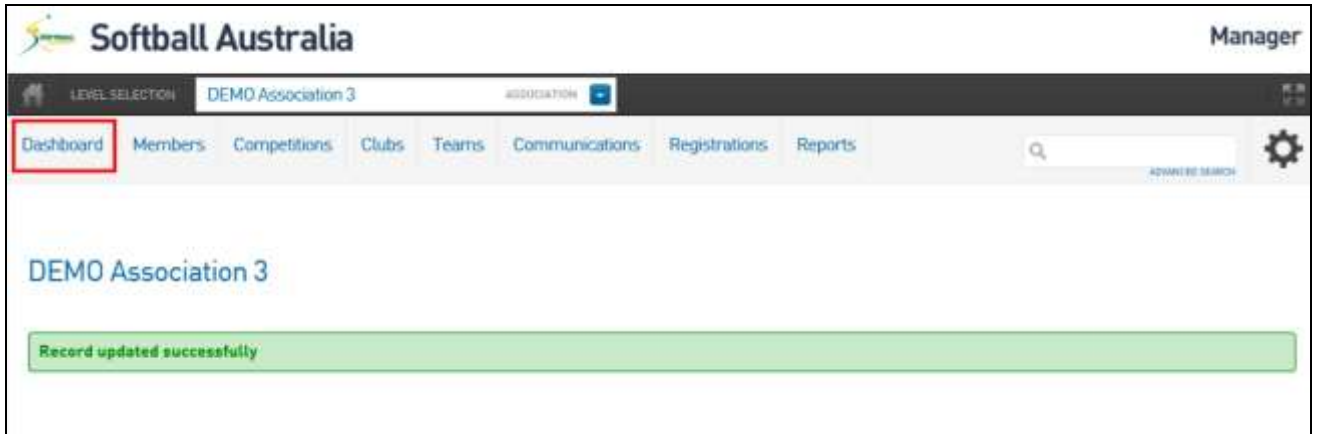 Softball Australia
Manager
LEVEL SELECTION DEMO Association 3 ASSOCIATION
Dashboard Members Competitions Clubs Teams Communications Registrations Reports
ADVANCED SEARCH
DEMO Association 3
Record updated successfully